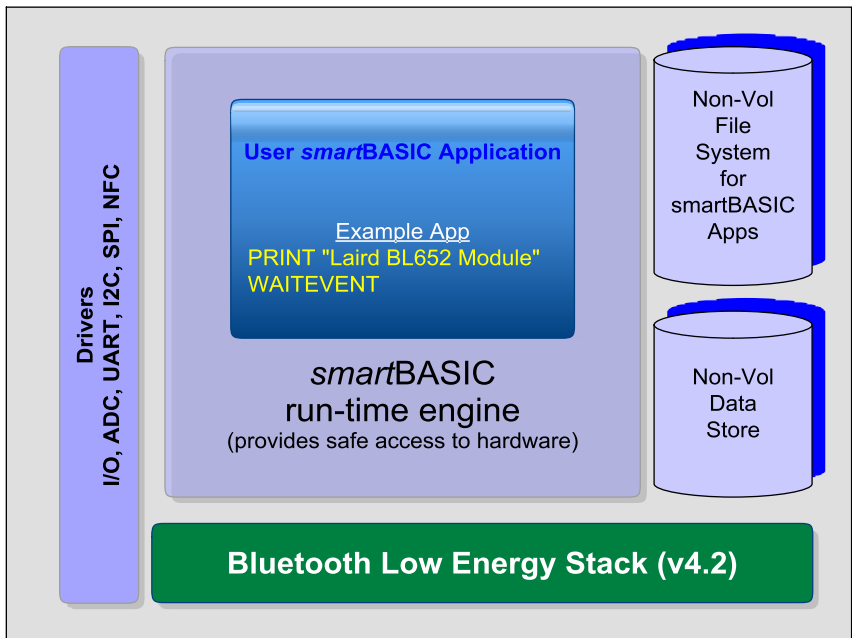 Drivers
I/O, ADC, UART, I2C, SPI, NFC
User smartBASIC Application
Example App
PRINT "Laird BL652 Module"
WAITEVENT
smartBASIC
run-time engine
(provides safe access to hardware)
Non-Vol
File
System
for
smartBASIC
Apps
Non-Vol
Data
Store
Bluetooth Low Energy Stack (v4.2)